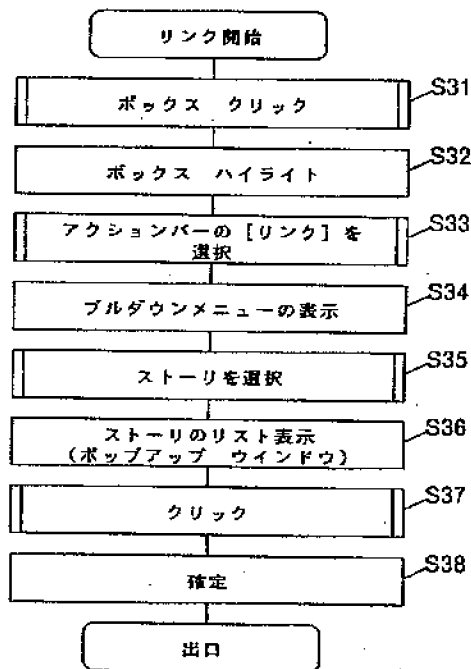 リンク開始
ボックス クリック
S31
ボックス ハイライト
S32
アクションバーの[リンク]を
選択
S33
プルダウンメニューの表示
S34
ストーリを選択
S35
ストーリのリスト表示
(ポップアップ ウインドウ)
S36
クリック
S37
確定
S38
出口